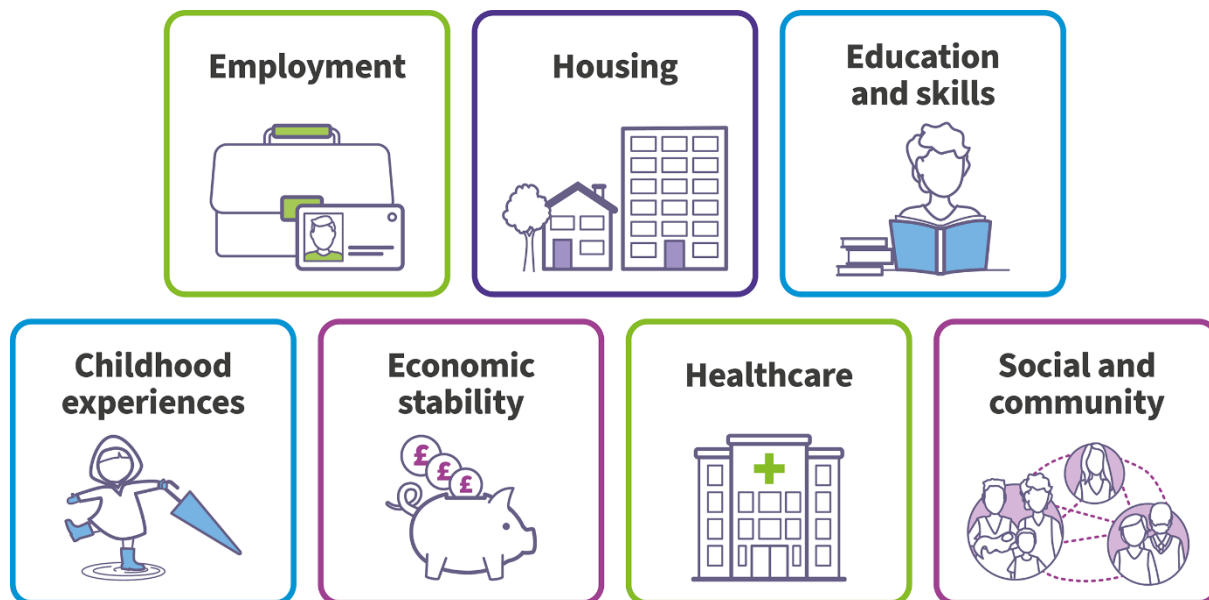 Employment
Housing
Education
and skills
Childhood
experiences
Economic
stability
£
£
£
Healthcare
Social and
community